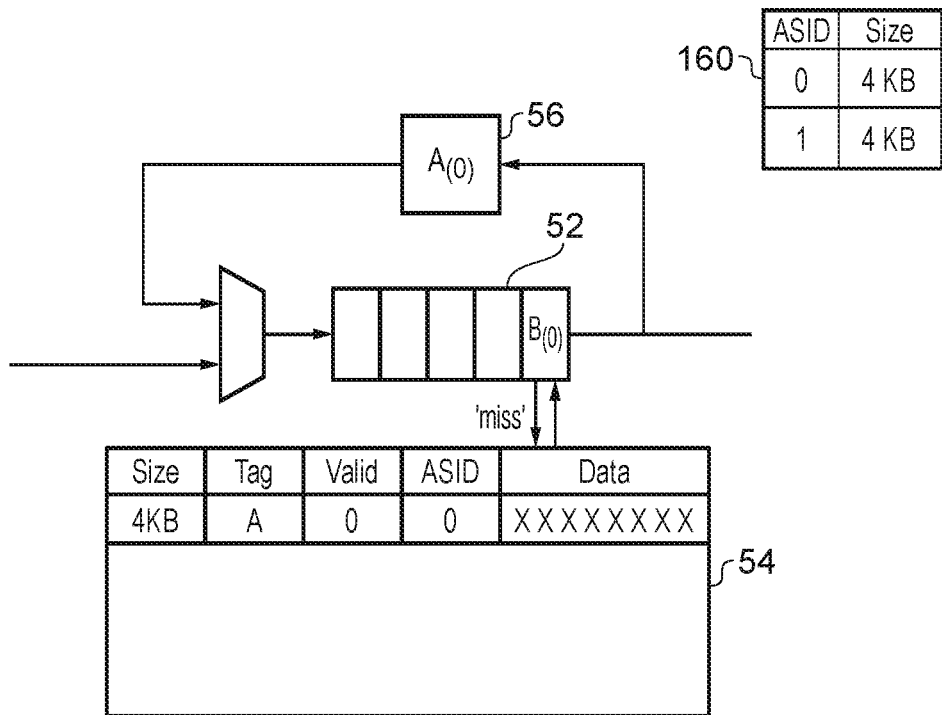 ASID Size
160
0 4 KB
1 4 KB
56
A(0)
52
B(0)
'miss'
Size Tag Valid ASID Data
4KB A 0 0 X X X X X X X X
54